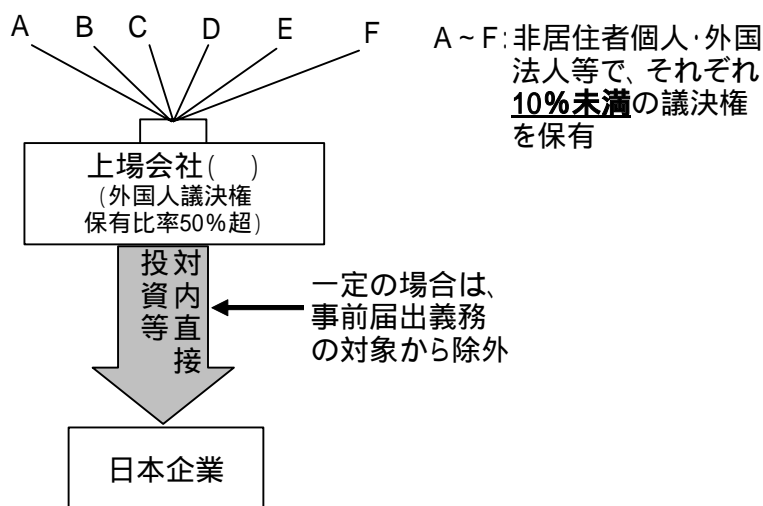 A B C D E F
A~F:非居住者個人・外国
法人等で、それぞれ
10%未満の議決権
を保有
上場会社( )
(外国人議決権
保有比率50%超)
対内直接
投資等
一定の場合は、
事前届出義務
の対象から除外
日本企業